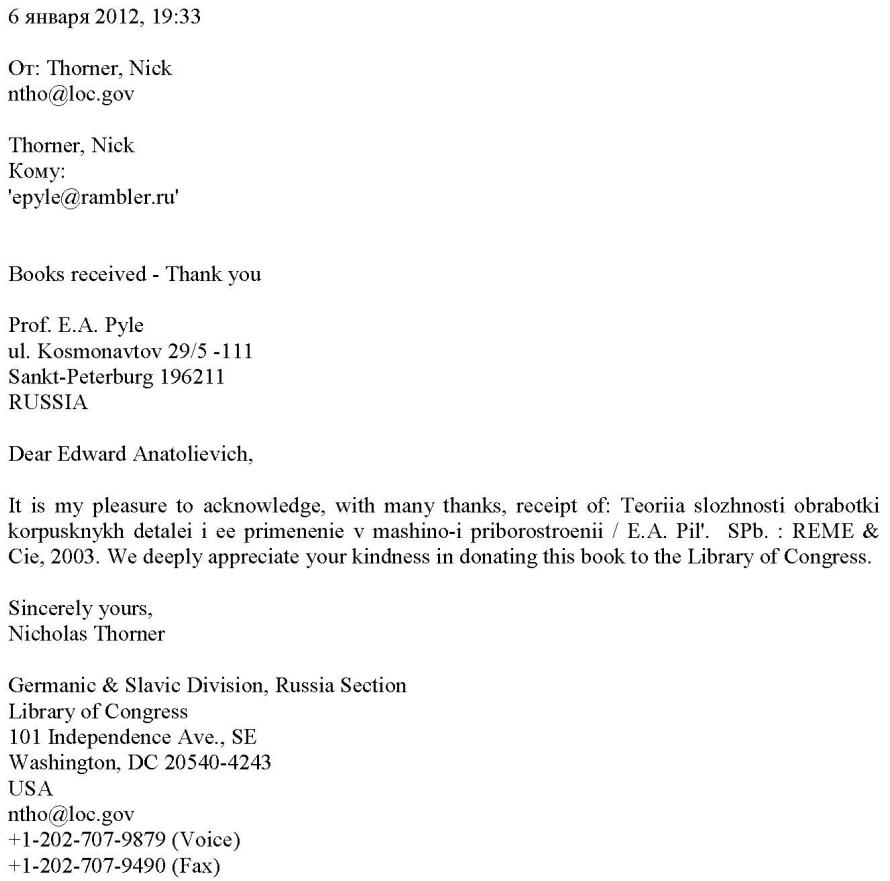 6 января 2012, 19:33
От: Thorner, Nick
ntho@loc.gov
Thorner, Nick
Кому:
'epyle@rambler.ru'
Books received - Thank you
Prof. E.A. Pyle
ul. Kosmonavtov 29/5 -111
Sankt-Peterburg 196211
RUSSIA
Dear Edward Anatolievich,
It is my pleasure to acknowledge, with many thanks, receipt of: Teoriia slozhnosti obrabotki
korpusknykh detalei i ee primenenie v mashino-i priborostroenii / E.A. Pil'. SPb. : REME &
Cie, 2003. We deeply appreciate your kindness in donating this book to the Library of Congress.
Sincerely yours,
Nicholas Thorner
Germanic & Slavic Division, Russia Section
Library of Congress
101 Independence Ave., SE
Washington, DC 20540-4243
USA
ntho@loc.gov
+1-202-707-9879 (Voice)
+1-202-707-9490 (Fax)